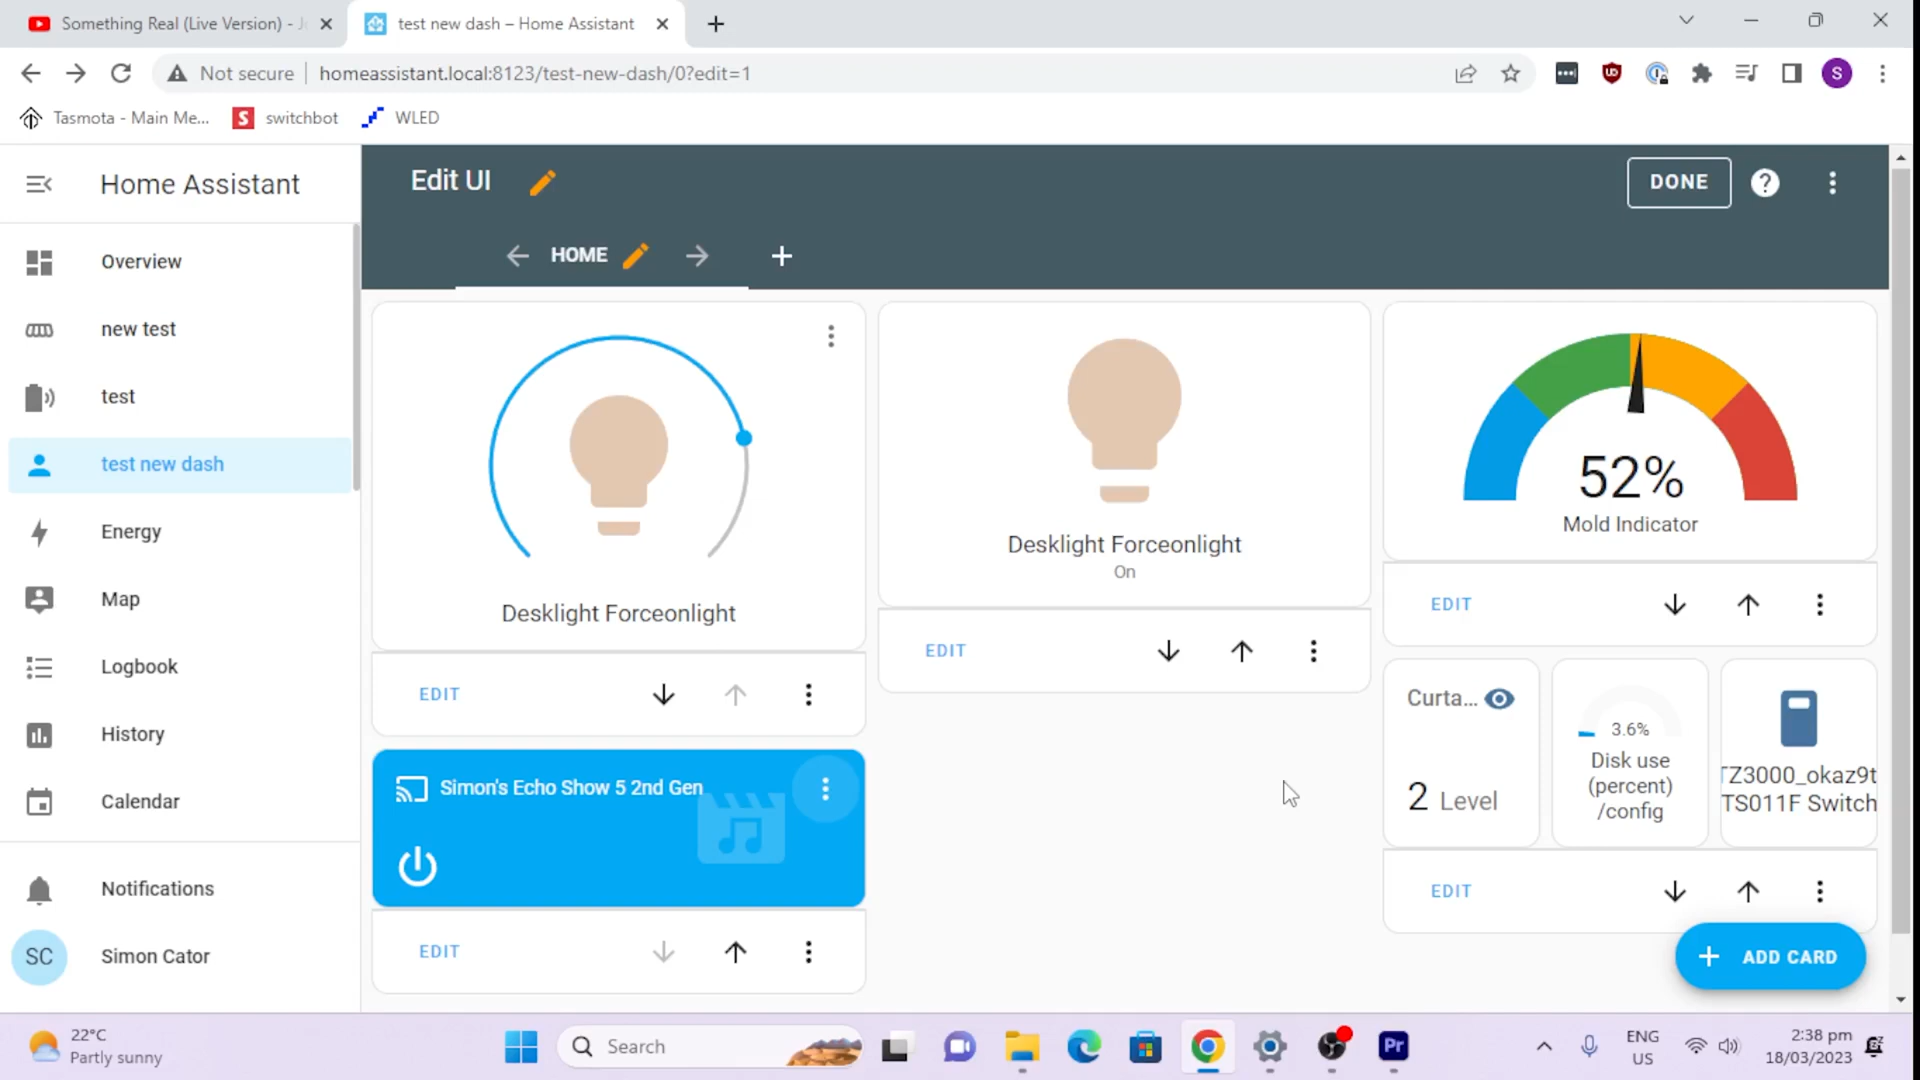 Something Real (Live Version) - J
test new dash – Home Assistant
Not secure
homeassistant.local:8123/test-new-dash/0?edit=1
S
Tasmota - Main Me...
S
switchbot
WLED
Home Assistant
Edit UI
DONE
HOME
Overview
new test
test
test new dash
Energy
Map
Logbook
History
Calendar
Notifications
SC
Simon Cator
Desklight Forceonlight
EDIT
Simon's Echo Show 5 2nd Gen
EDIT
Desklight Forceonlight
On
EDIT
52%
Mold Indicator
EDIT
Curta...
2 Level
3.6%
Disk use
(percent)
/config
TZ3000_okaz9t
TS011F Switch
EDIT
ADD CARD
22°C
Partly sunny
Search
Pr
ENG
US
2:38 pm
18/03/2023